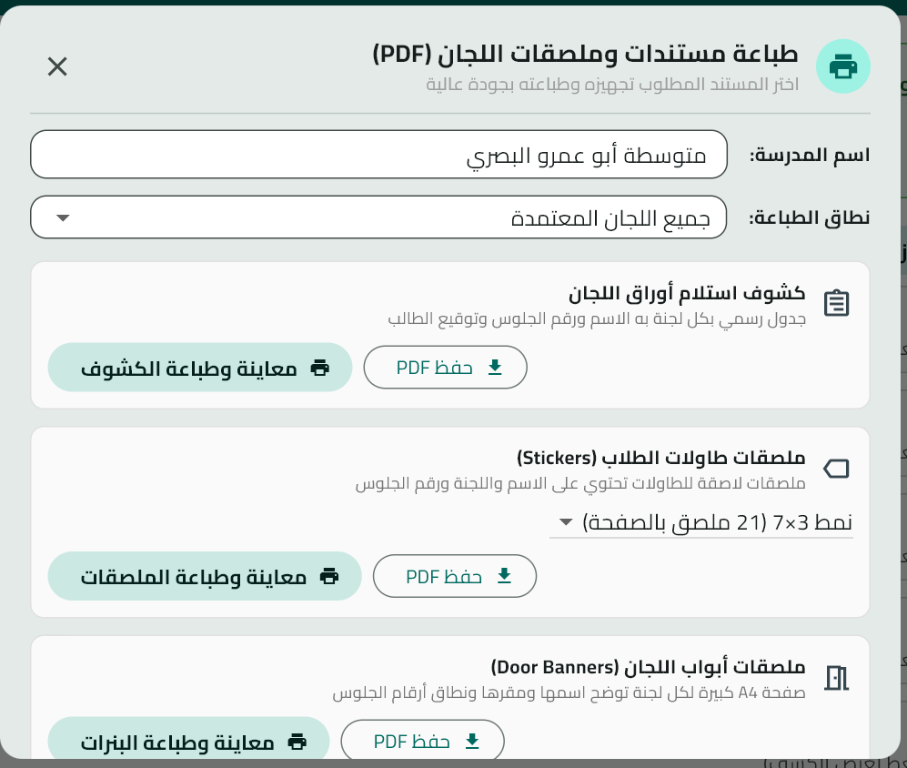 طباعة مستندات وملصقات اللجان (PDF)
اختر المستند المطلوب تجهيزه وطباعته بجودة عالية
اسم المدرسة:
متوسطة أبو عمرو البصري
نطاق الطباعة:
جميع اللجان المعتمدة
كشوف استلام أوراق اللجان
جدول رسمي بكل لجنة به الاسم ورقم الجلوس وتوقيع الطالب
حفظ PDF
معاينة وطباعة الكشوف
ملصقات طاولات الطلاب (Stickers)
ملصقات لاصقة للطاولات تحتوي على الاسم واللجنة ورقم الجلوس
نمط 3×7 (21 ملصق بالصفحة)
حفظ PDF
معاينة وطباعة الملصقات
ملصقات أبواب اللجان (Door Banners)
صفحة A4 كبيرة لكل لجنة توضح اسمها ومقرها ونطاق أرقام الجلوس
حفظ PDF
معاينة وطباعة البنرات